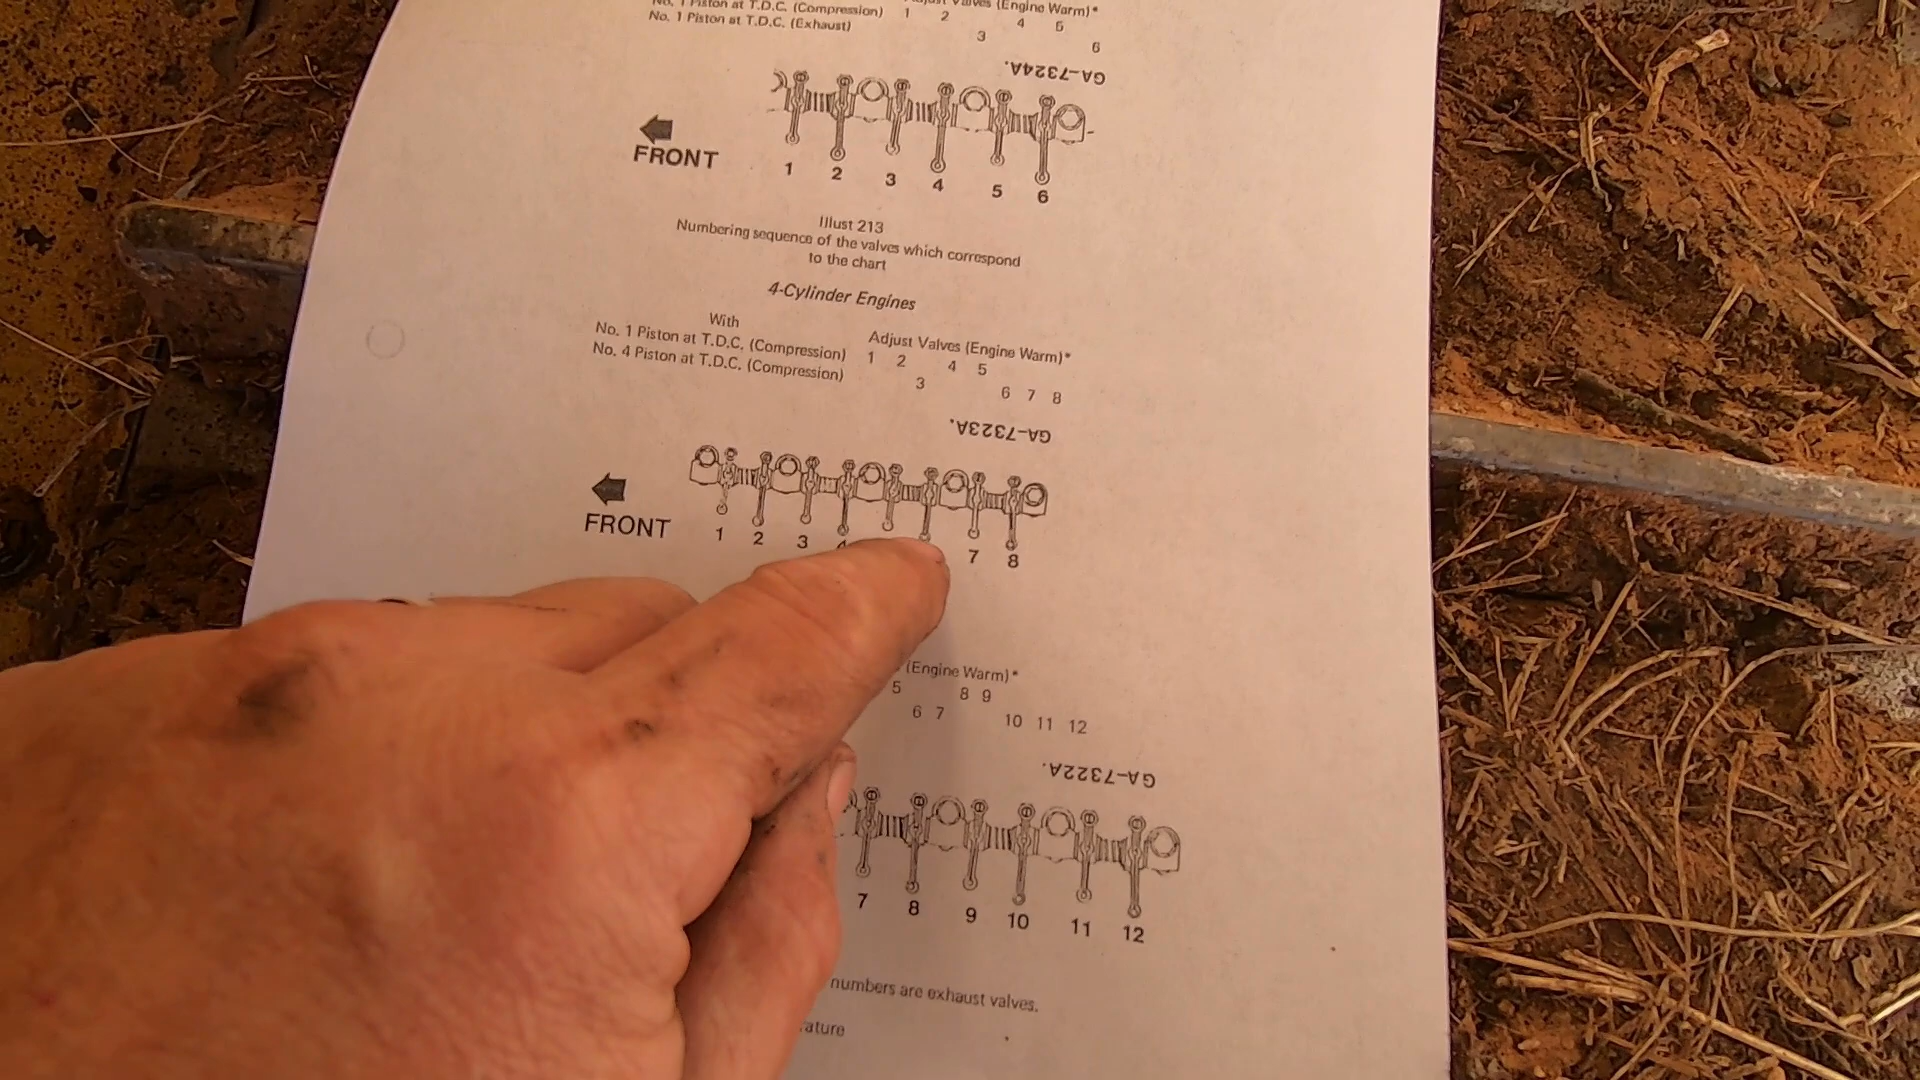 No. 1 Piston at T.D.C. (Compression)
Adjust Valves (Engine Warm)*
1 2 4 5
No. 1 Piston at T.D.C. (Exhaust)
3 6
GA-7324A.
FRONT
1 2 3 4 5 6
Illust 213
Numbering sequence of the valves which correspond
to the chart
4-Cylinder Engines
With
Adjust Valves (Engine Warm)*
No. 1 Piston at T.D.C. (Compression)
1 2 4 5
No. 4 Piston at T.D.C. (Compression)
3 6 7 8
GA-7323A.
FRONT
1 2 3 4 7 8
(Engine Warm)*
5 8 9
6 7 10 11 12
GA-7322A.
7 8 9 10 11 12
numbers are exhaust valves.